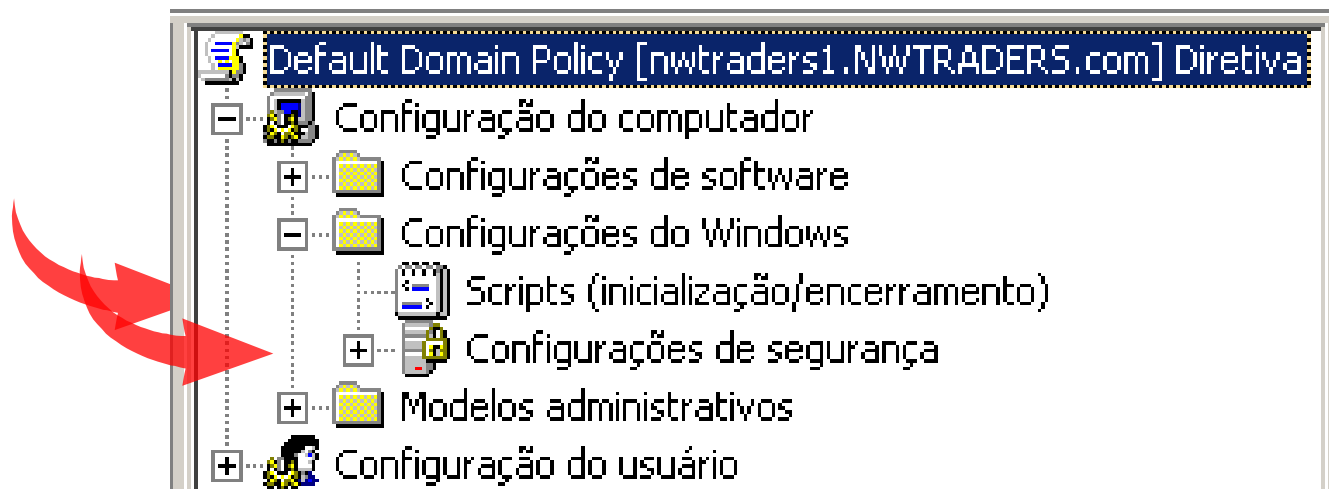 Default Domain Policy [nwtraders1.NWTRADERS.com] Diretiva
Configuração do computador
Configurações de software
Configurações do Windows
Scripts (inicialização/encerramento)
Configurações de segurança
Modelos administrativos
Configuração do usuário